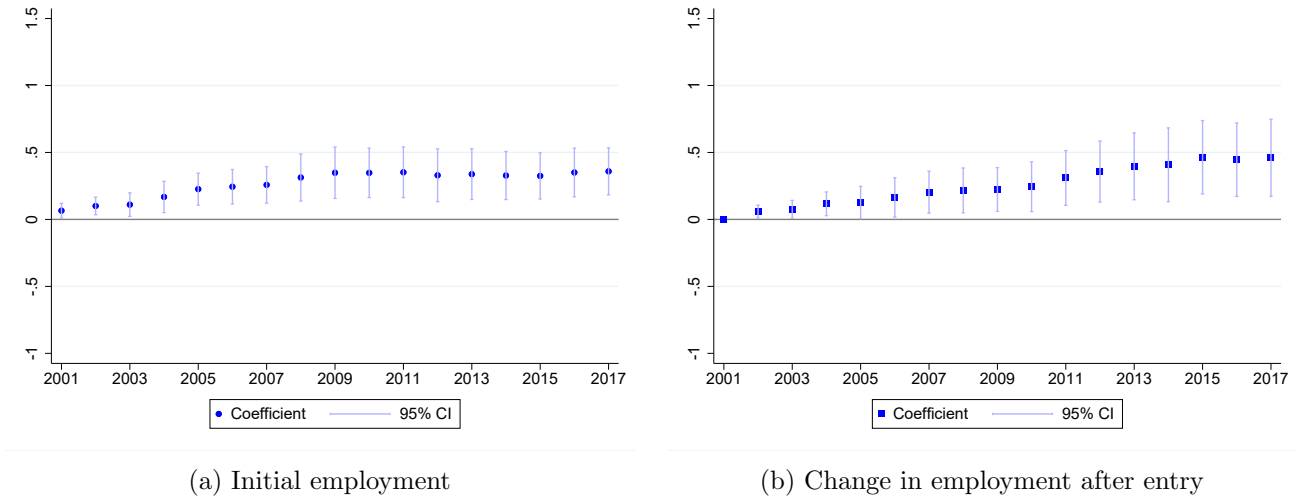 1.5
1
.5
0
-.5
-1
2001 2003 2005 2007 2009 2011 2013 2015 2017
Coefficient 95% CI
(a) Initial employment
1.5
1
.5
0
-.5
-1
2001 2003 2005 2007 2009 2011 2013 2015 2017
Coefficient 95% CI
(b) Change in employment after entry